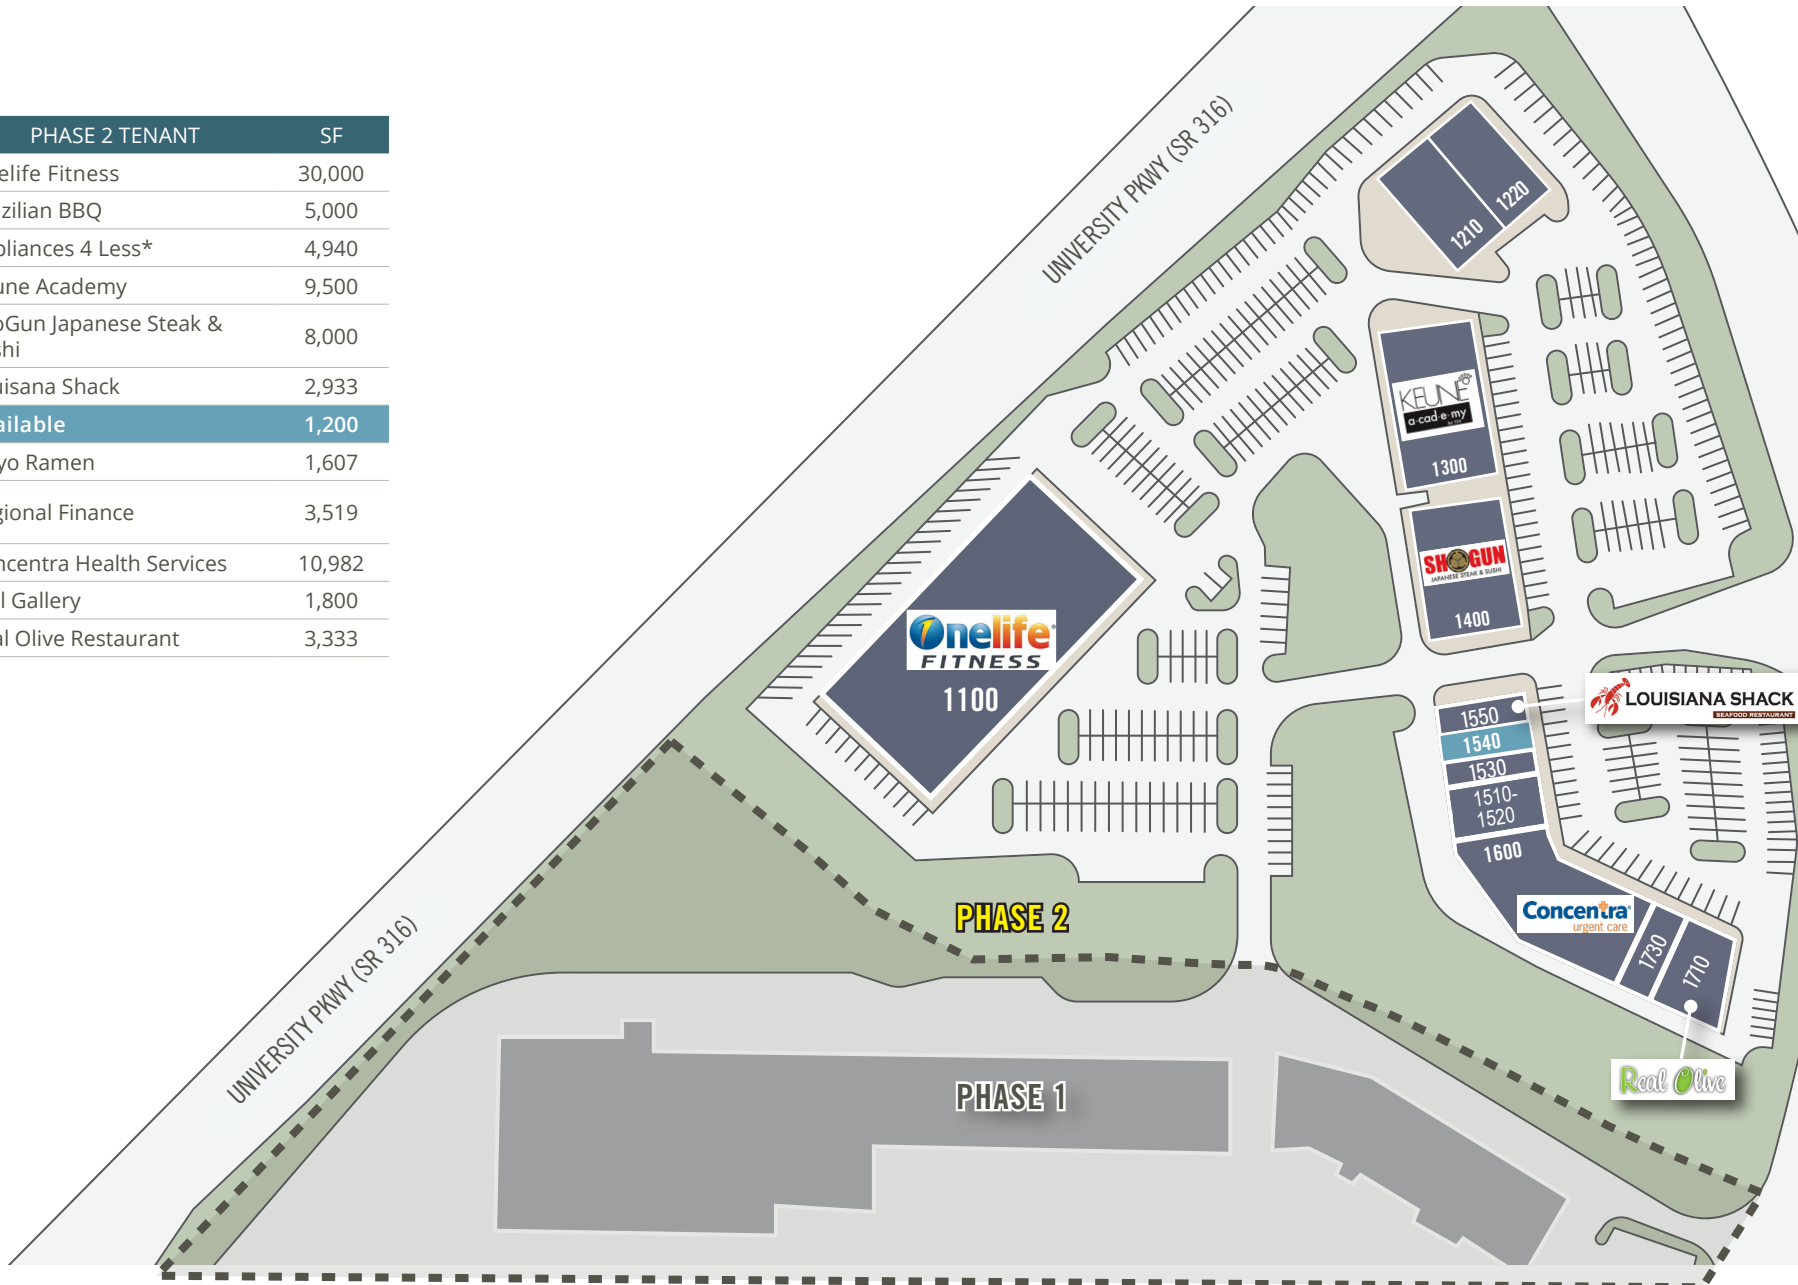 PHASE 2 TENANT SF
elife Fitness 30,000
zilian BBQ 5,000
pliances 4 Less* 4,940
une Academy 9,500
oGun Japanese Steak &
shi 8,000
uisana Shack 2,933
ailable 1,200
yo Ramen 1,607
gional Finance 3,519
ncentra Health Services 10,982
l Gallery 1,800
al Olive Restaurant 3,333
UNIVERSITY PKWY (SR 316)
1220
1210
KEUNE
a·cad·e·my
1300
SHOGUN
JAPANESE STEAK & SUSHI
1400
Onelife
FITNESS
1100
LOUISIANA SHACK
SEAFOOD RESTAURANT
1550
1540
1530
1510-
1520
1600
Concentra
urgent care
1730
1710
PHASE 2
UNIVERSITY PKWY (SR 316)
Real Olive
PHASE 1